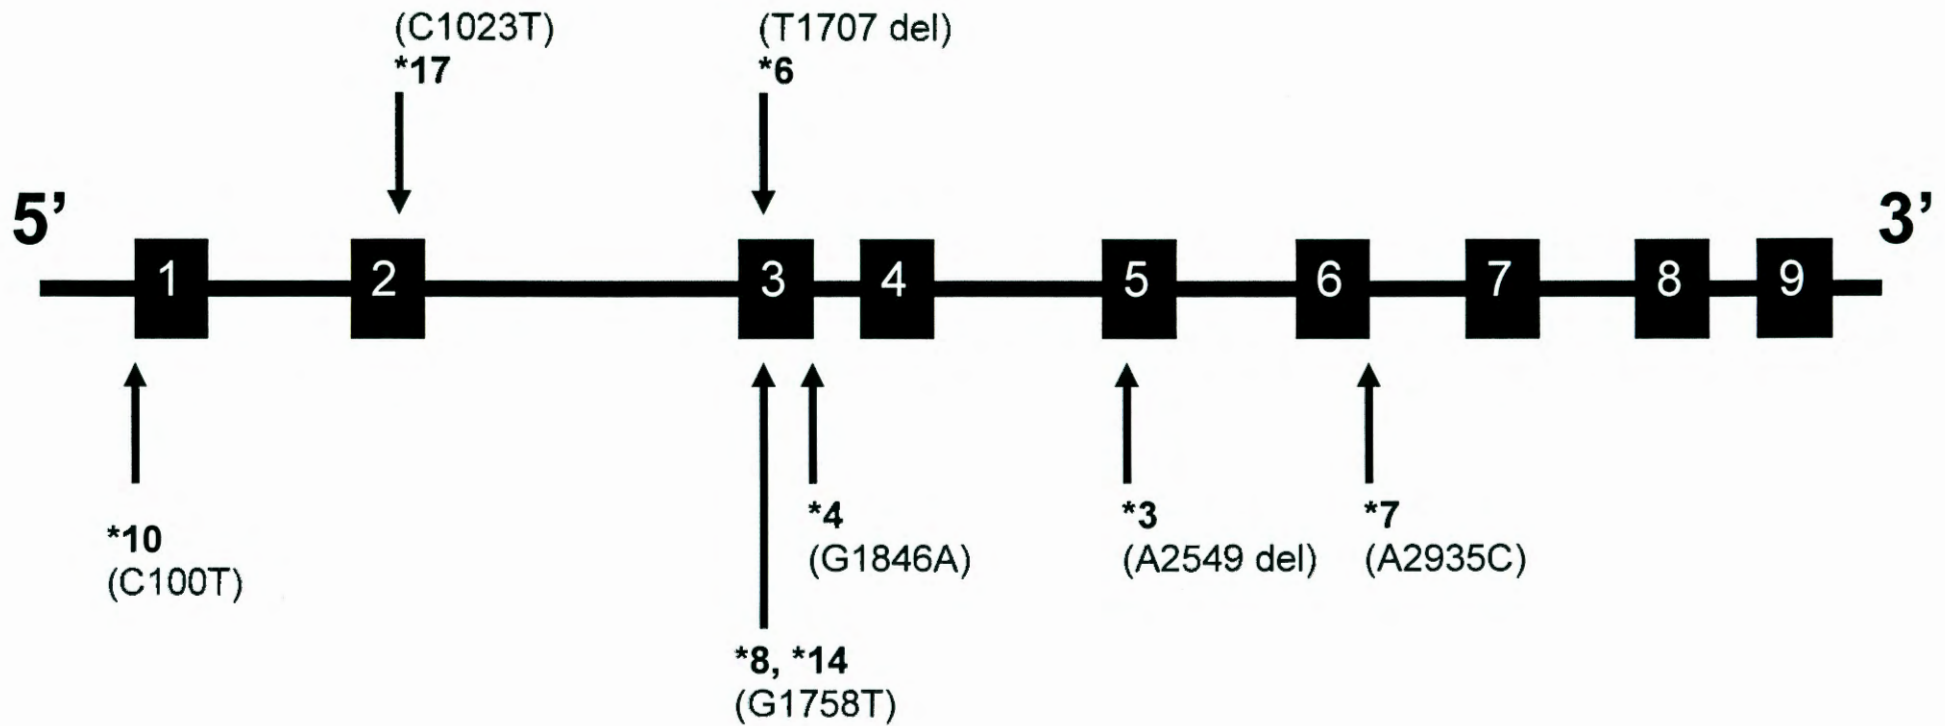 (C1023T)
*17
(T1707 del)
*6
5’
3’
1
2
3
4
5
6
7
8
9
*10
(C100T)
*4
(G1846A)
*3
(A2549 del)
*7
(A2935C)
*8, *14
(G1758T)